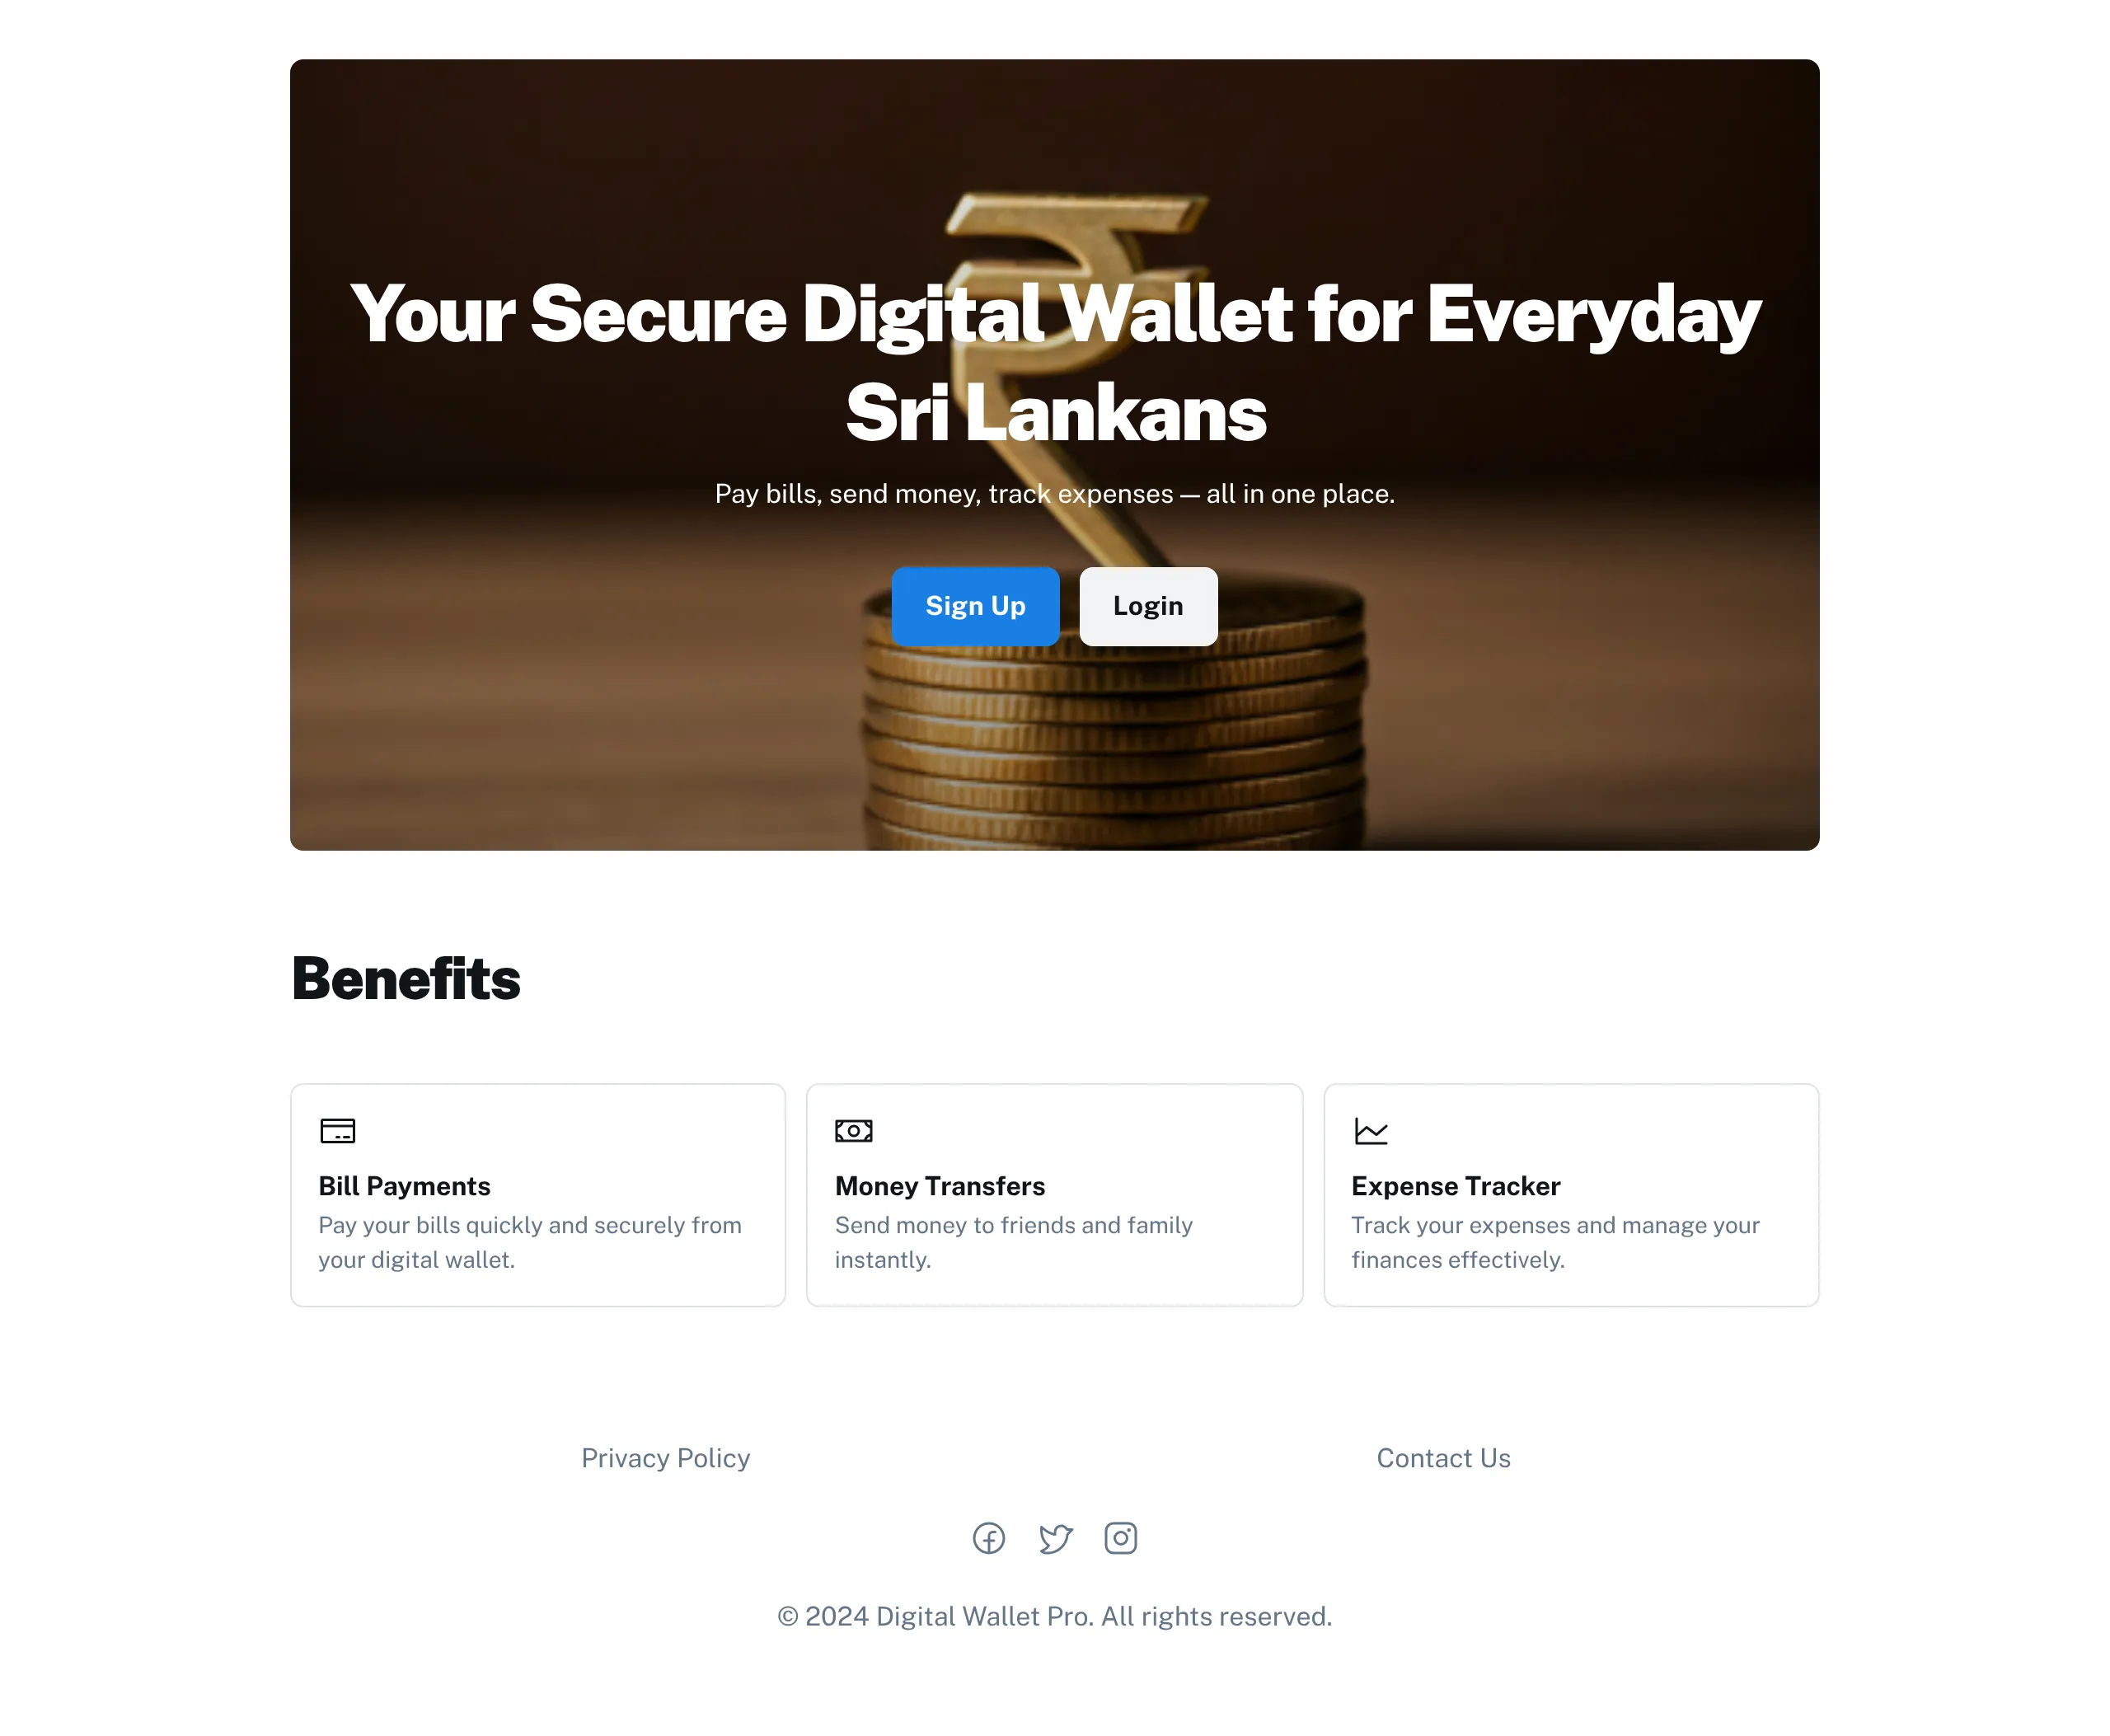 Your Secure Digital Wallet for Everyday
Sri Lankans
Pay bills, send money, track expenses — all in one place.
Sign Up
Login
Benefits
Bill Payments
Pay your bills quickly and securely from
your digital wallet.
Money Transfers
Send money to friends and family
instantly.
Expense Tracker
Track your expenses and manage your
finances effectively.
Privacy Policy
Contact Us
© 2024 Digital Wallet Pro. All rights reserved.